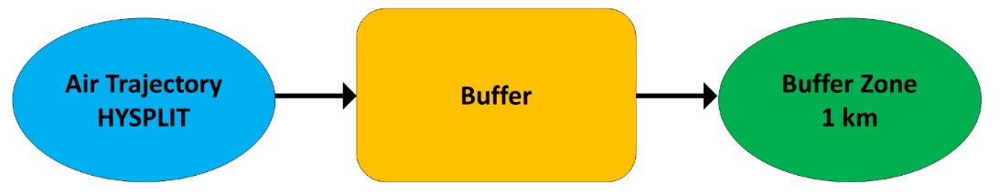 Air Trajectory
HYSPLIT
Buffer
Buffer Zone
1 km